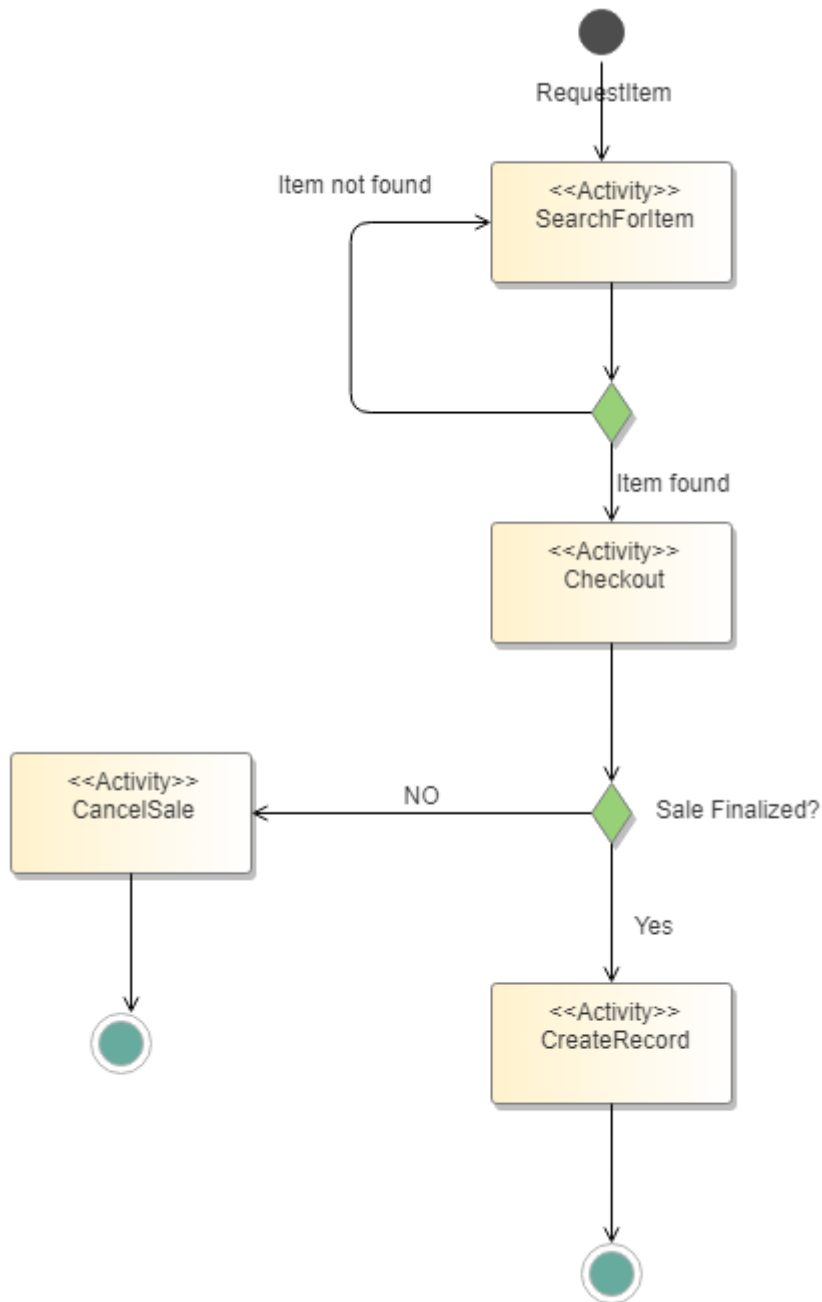 RequestItem
Item not found
<<Activity>>
SearchForItem
Item found
<<Activity>>
Checkout
<<Activity>>
CancelSale
NO
Sale Finalized?
Yes
<<Activity>>
CreateRecord